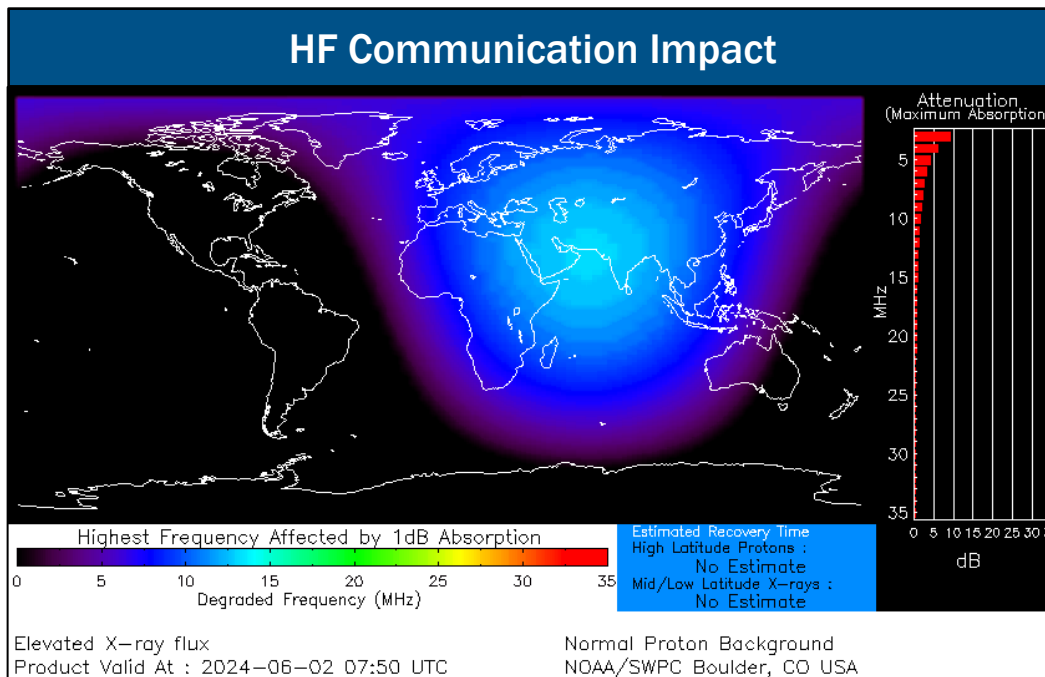 HF Communication Impact
Attenuation
(Maximum Absorption
5
10
15
20
25
30
35
MHz
0 5 10 15 20 25 30
dB
Highest Frequency Affected by 1dB Absorption
0 5 10 15 20 25 30 35
Degraded Frequency (MHz)
Estimated Recovery Time
High Latitude Protons :
No Estimate
Mid/Low Latitude X-rays :
No Estimate
Elevated X-ray flux
Product Valid At : 2024-06-02 07:50 UTC
Normal Proton Background
NOAA/SWPC Boulder, CO USA